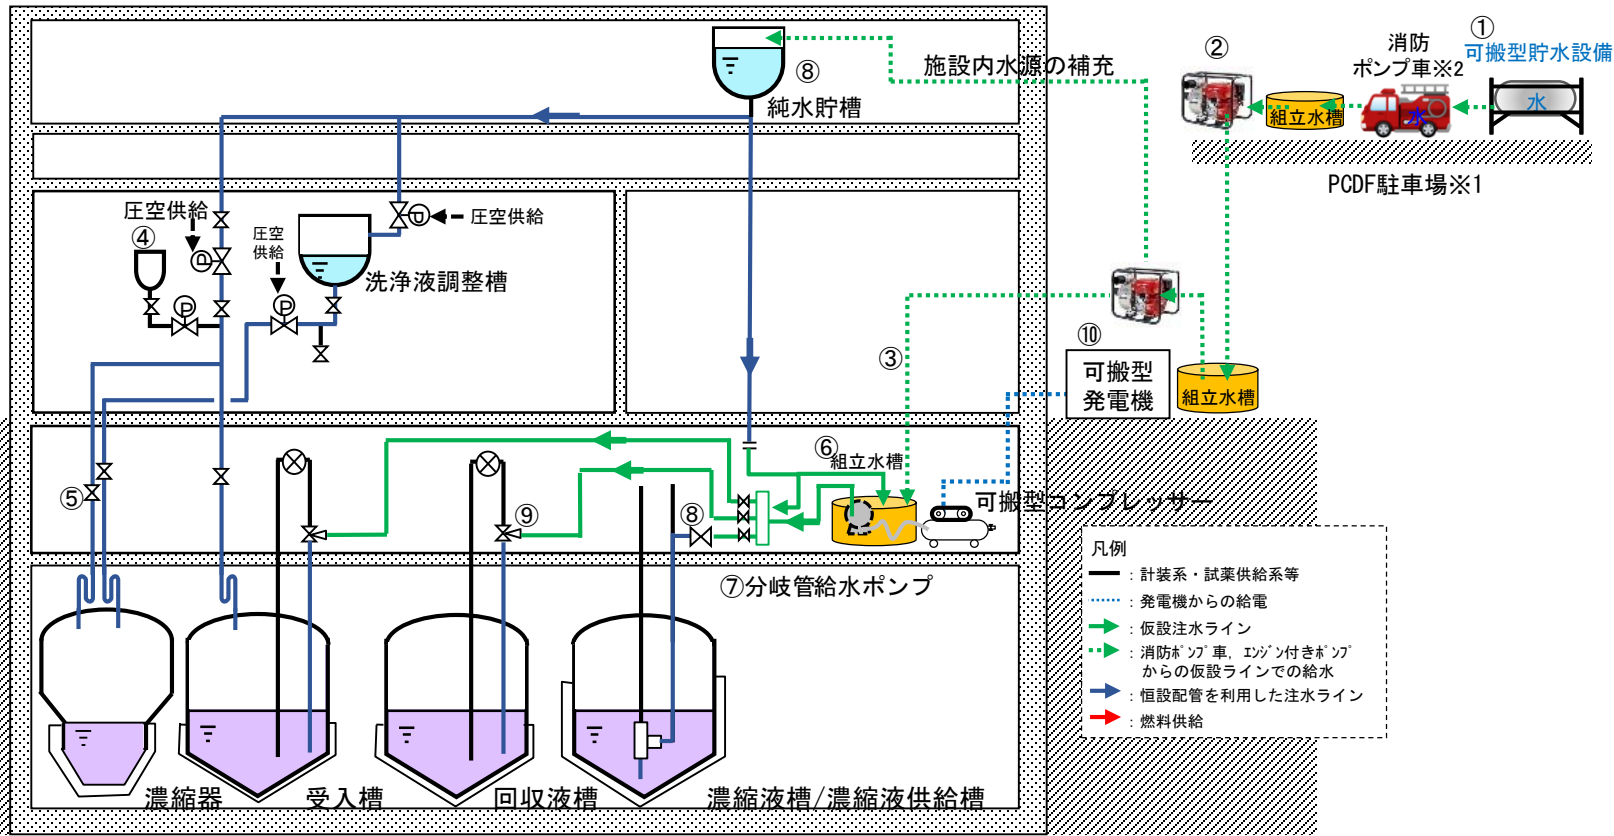 ①
可搬型貯水設備
水
消防
ポンプ車※2
水
②
組立水槽
PCDF駐車場※1
施設内水源の補充
⑧
純水貯槽
圧空供給
④
P
P
圧空
供給
P
P
圧空供給
洗浄液調整槽
③
⑩
可搬型
発電機
組立水槽
⑤
⑥
組立水槽
可搬型コンプレッサー
⑨
⑧
⑦分岐管給水ポンプ
濃縮器
受入槽
回収液槽
濃縮液槽/濃縮液供給槽
凡例
：計装系・試薬供給系等
：発電機からの給電
：仮設注水ライン
：消防ﾎﾟﾝﾌﾟ車，ｴﾝｼﾞﾝ付きﾎﾟﾝﾌﾟ
からの仮設ラインでの給水
：恒設配管を利用した注水ライン
：燃料供給